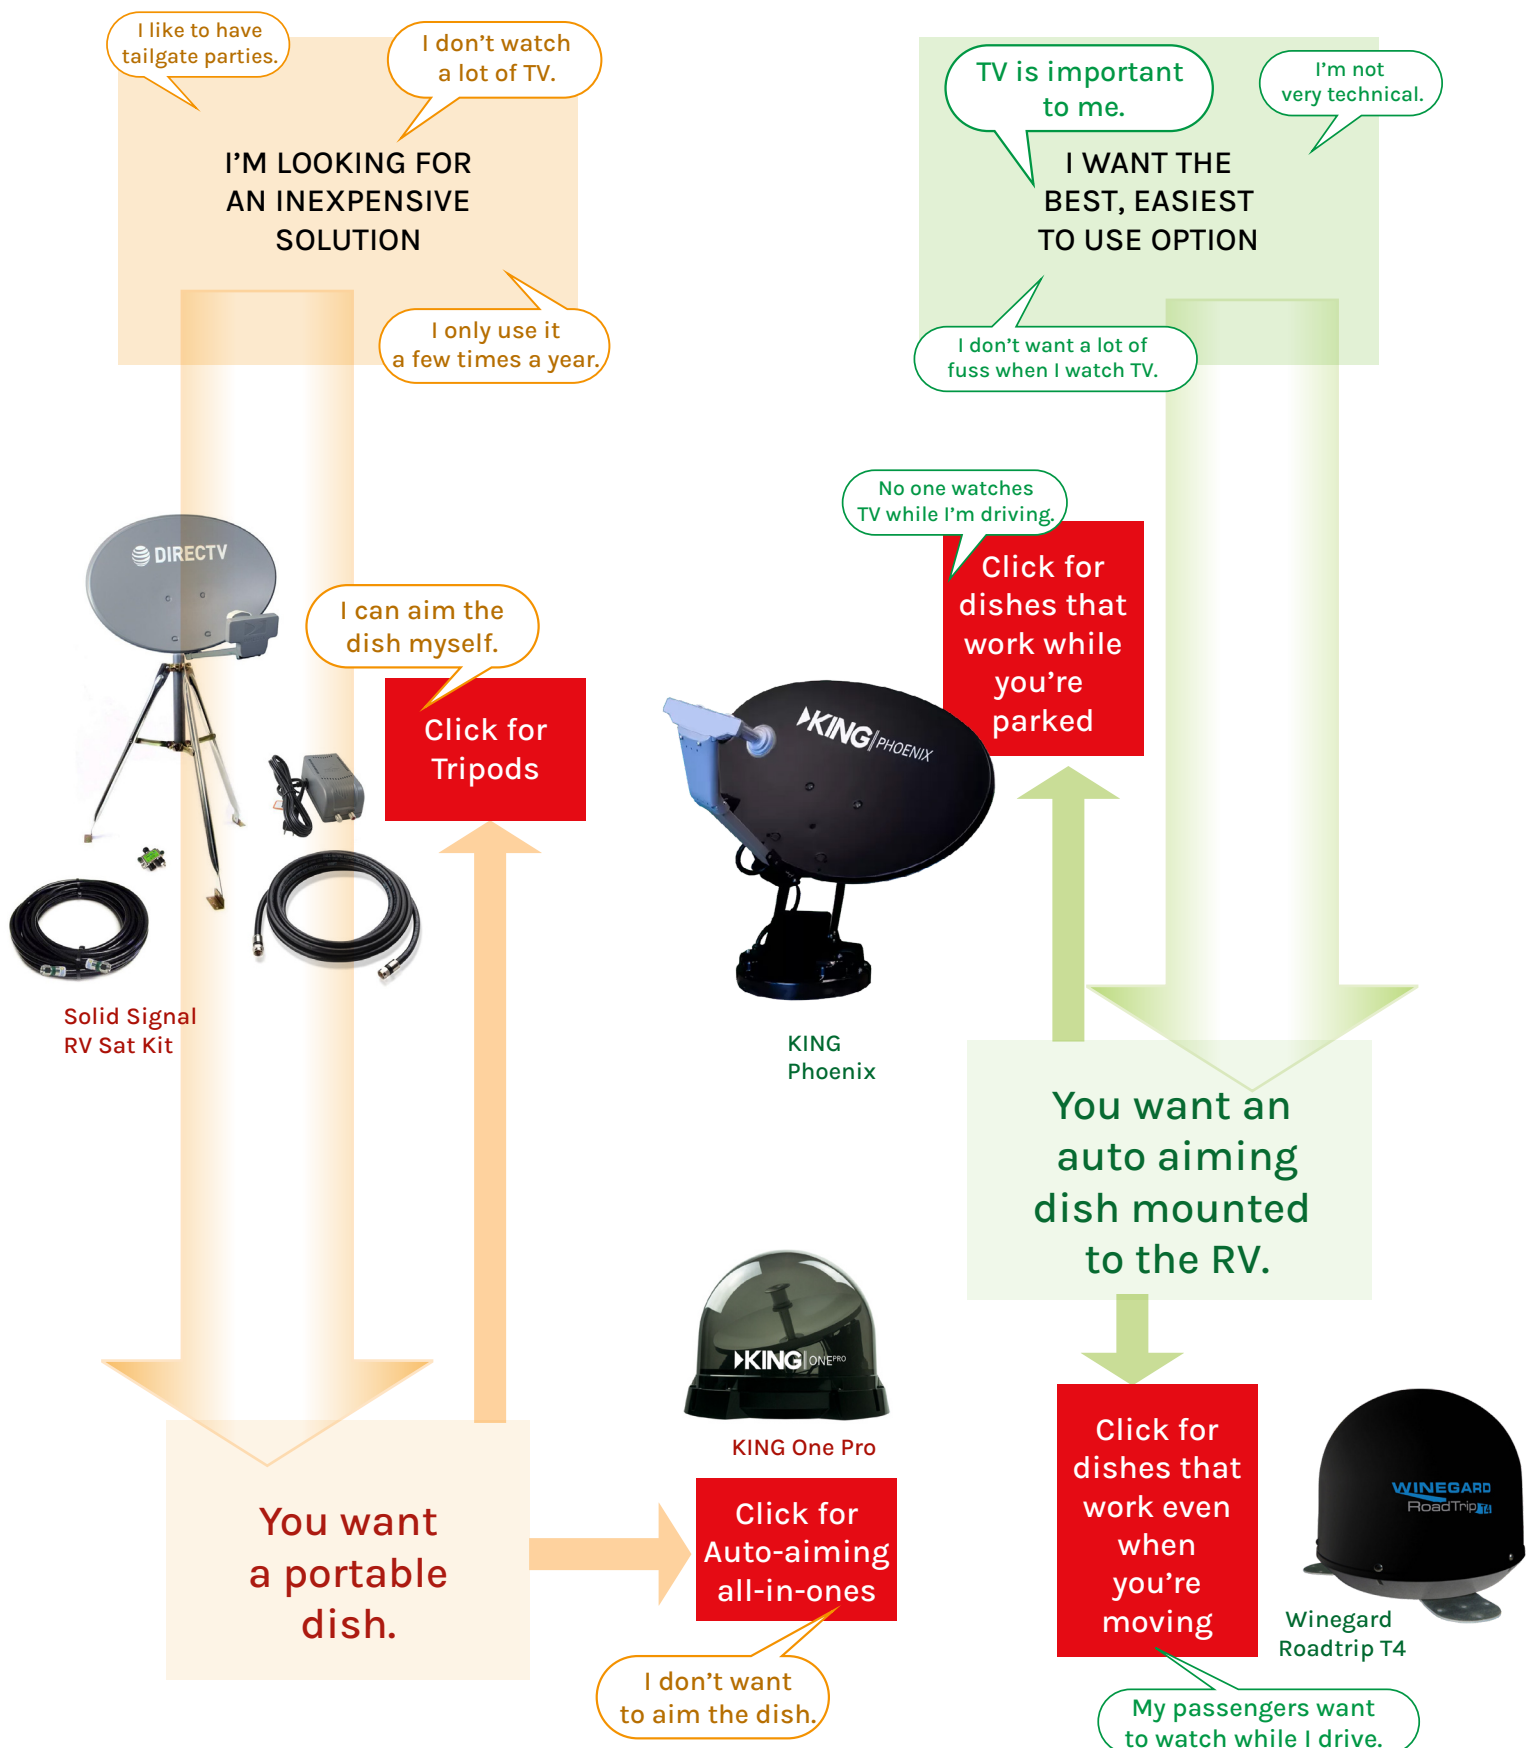 I like to have
tailgate parties.
I don't watch
a lot of TV.
I'M LOOKING FOR
AN INEXPENSIVE
SOLUTION
I only use it
a few times a year.
TV is important
to me.
I'm not
very technical.
I WANT THE
BEST, EASIEST
TO USE OPTION
I don't want a lot of
fuss when I watch TV.
DIRECTV
I can aim the
dish myself.
Click for
Tripods
Solid Signal
RV Sat Kit
No one watches
TV while I'm driving.
Click for
dishes that
work while
you're
parked
KING PHOENIX
KING
Phoenix
You want an
auto aiming
dish mounted
to the RV.
KING ONE PRO
KING One Pro
You want
a portable
dish.
Click for
Auto-aiming
all-in-ones
I don't want
to aim the dish.
Click for
dishes that
work even
when
you're
moving
WINEGARD
RoadTrip T4
Winegard
Roadtrip T4
My passengers want
to watch while I drive.